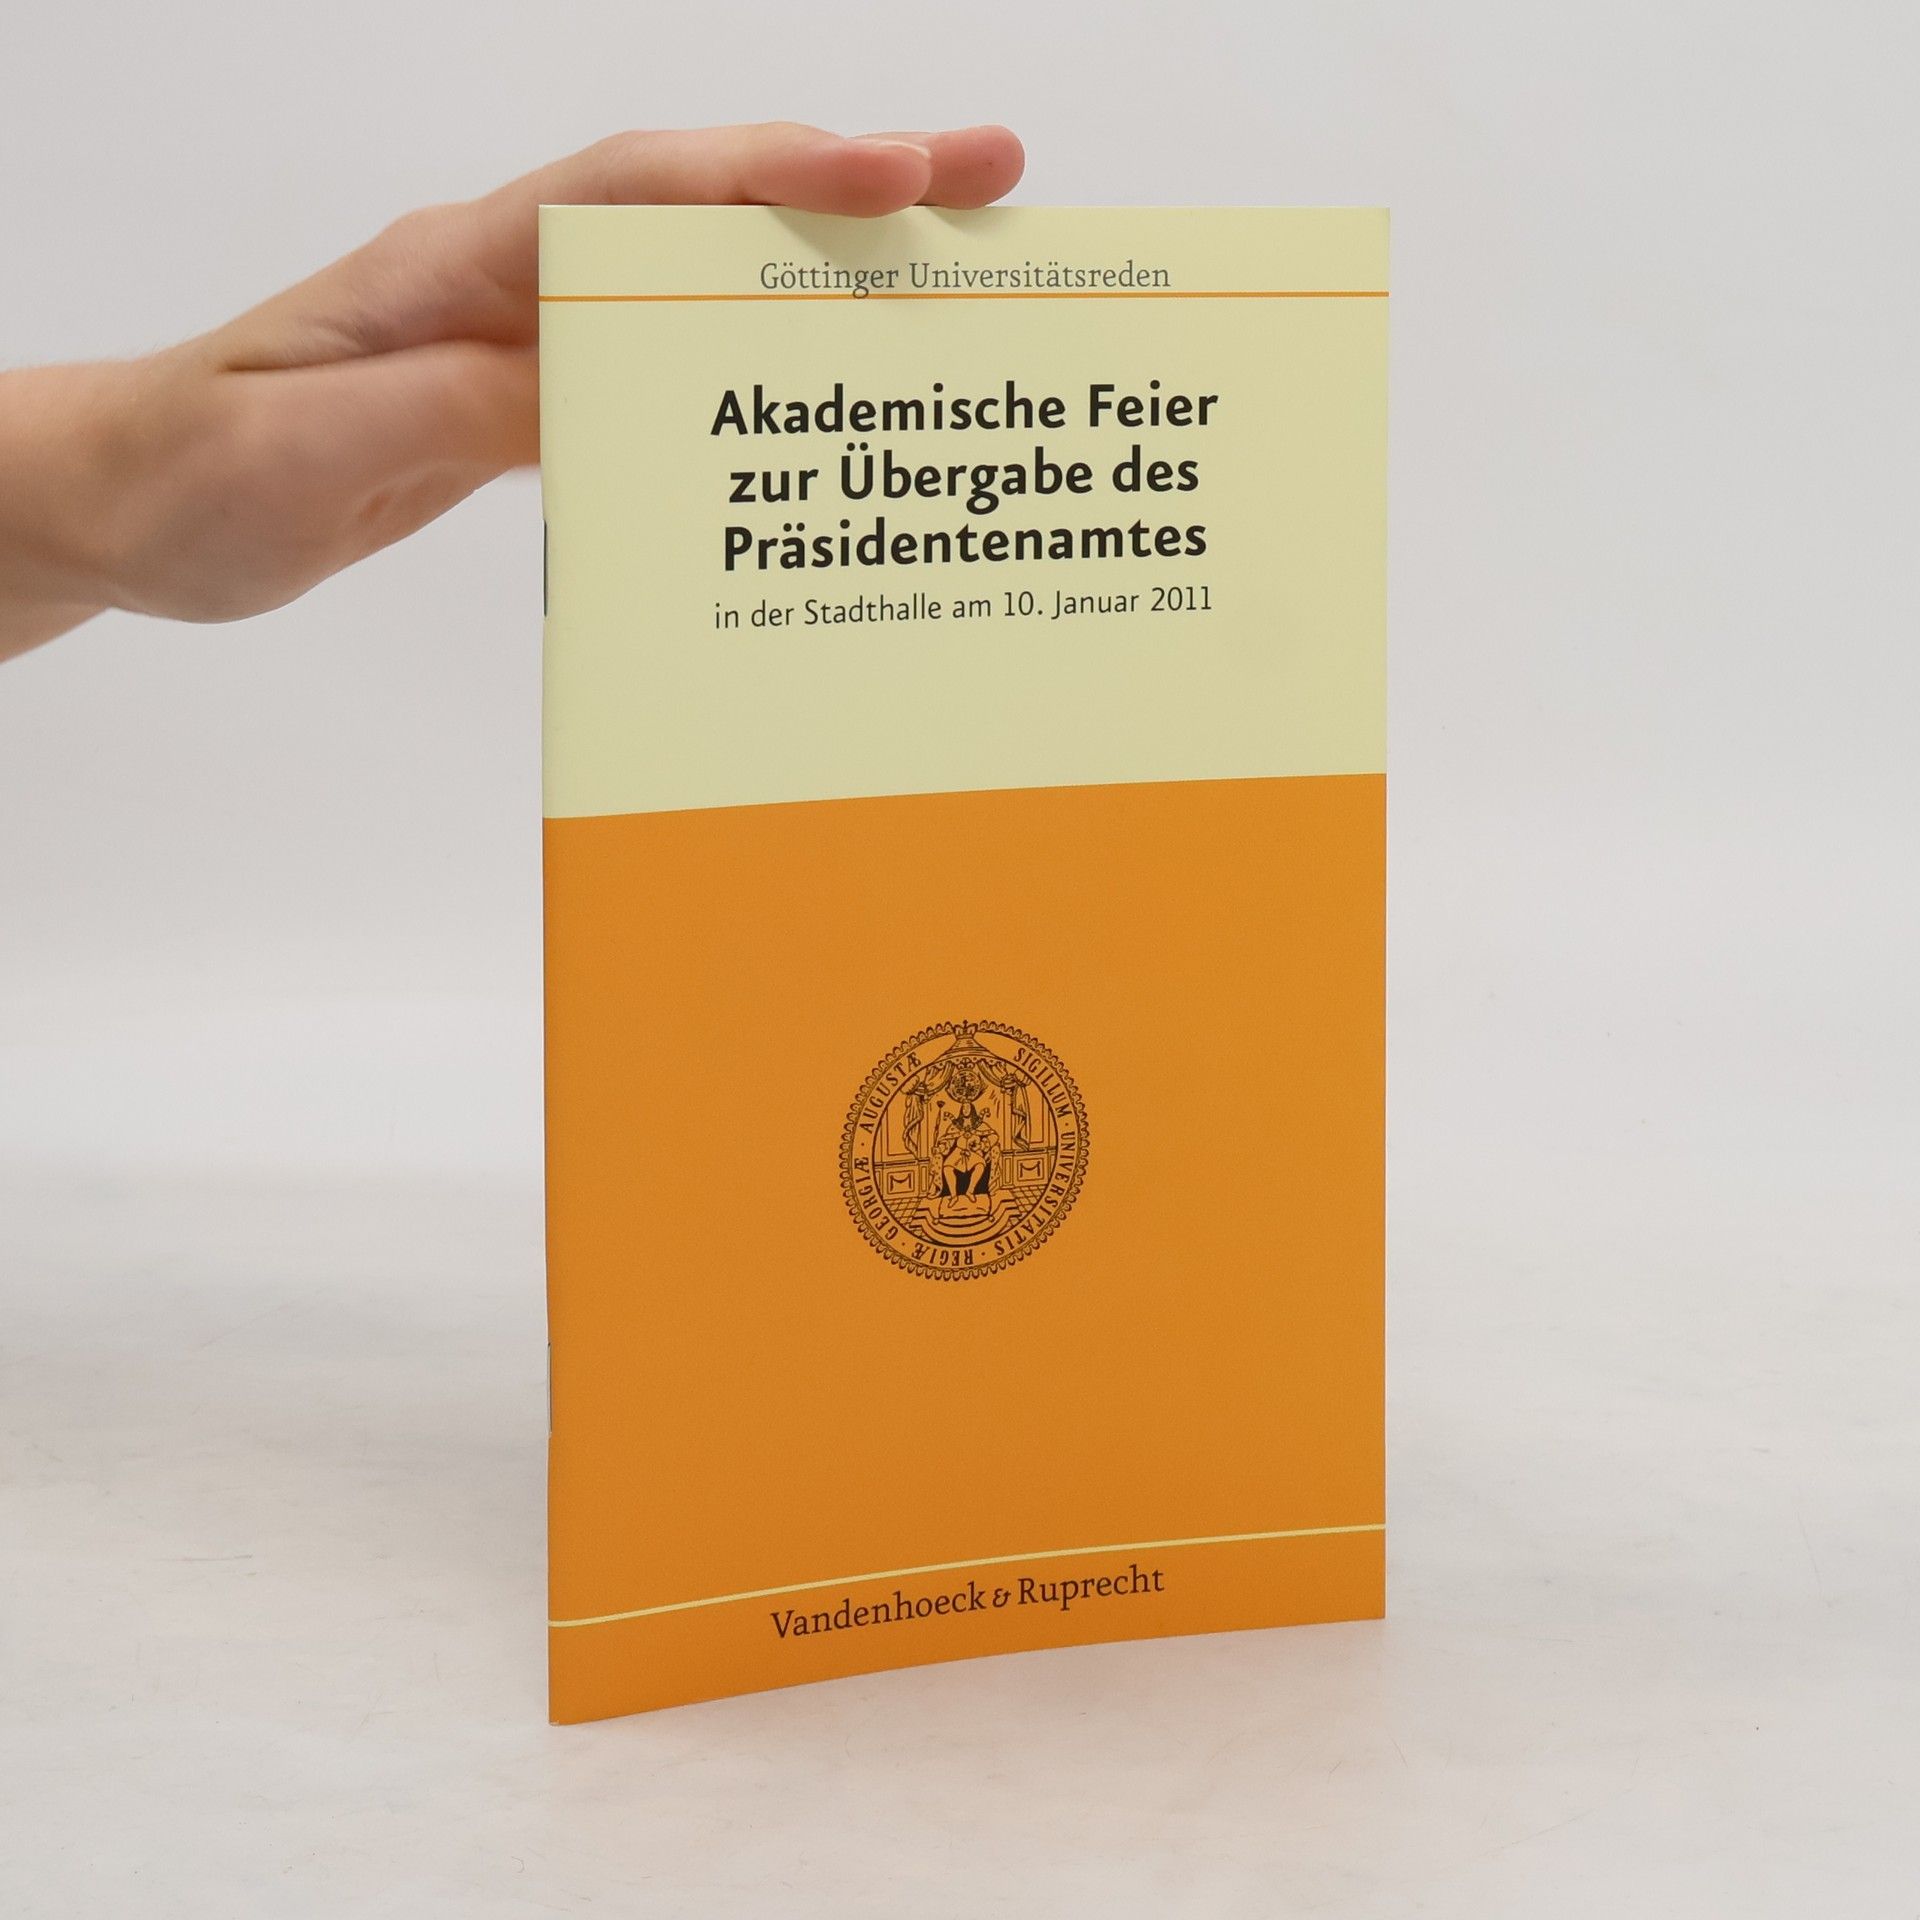 Göttinger Universitätsreden
Akademische Feier
zur Übergabe des
Präsidentenamtes
in der Stadthalle am 10. Januar 2011
SIGILLUM · UNIVERSITATIS · REGIÆ · GEORGIÆ · AUGUSTÆ
Vandenhoeck & Ruprecht